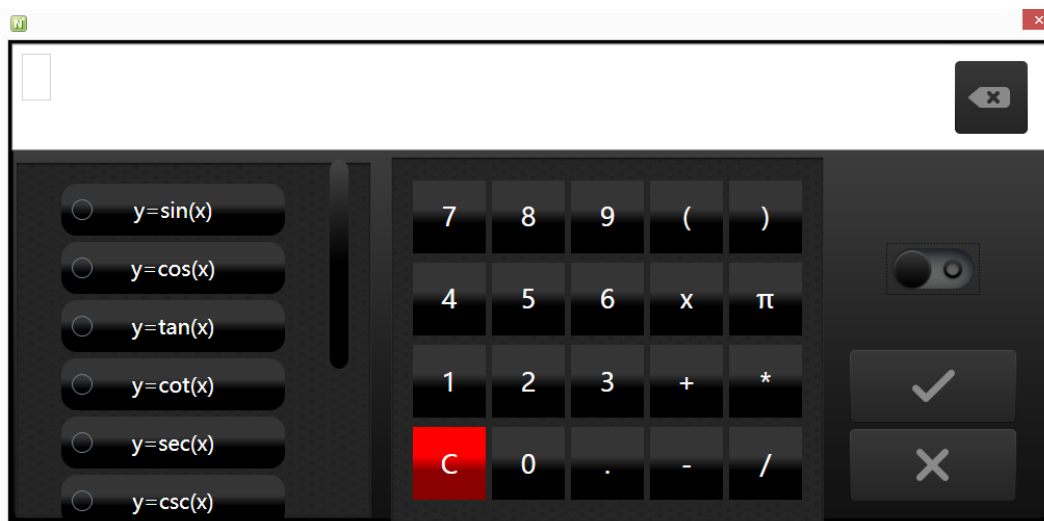 N
y=sin(x)
y=cos(x)
y=tan(x)
y=cot(x)
y=sec(x)
y=csc(x)
7 8 9 ( )
4 5 6 x π
1 2 3 + *
C 0 . - /